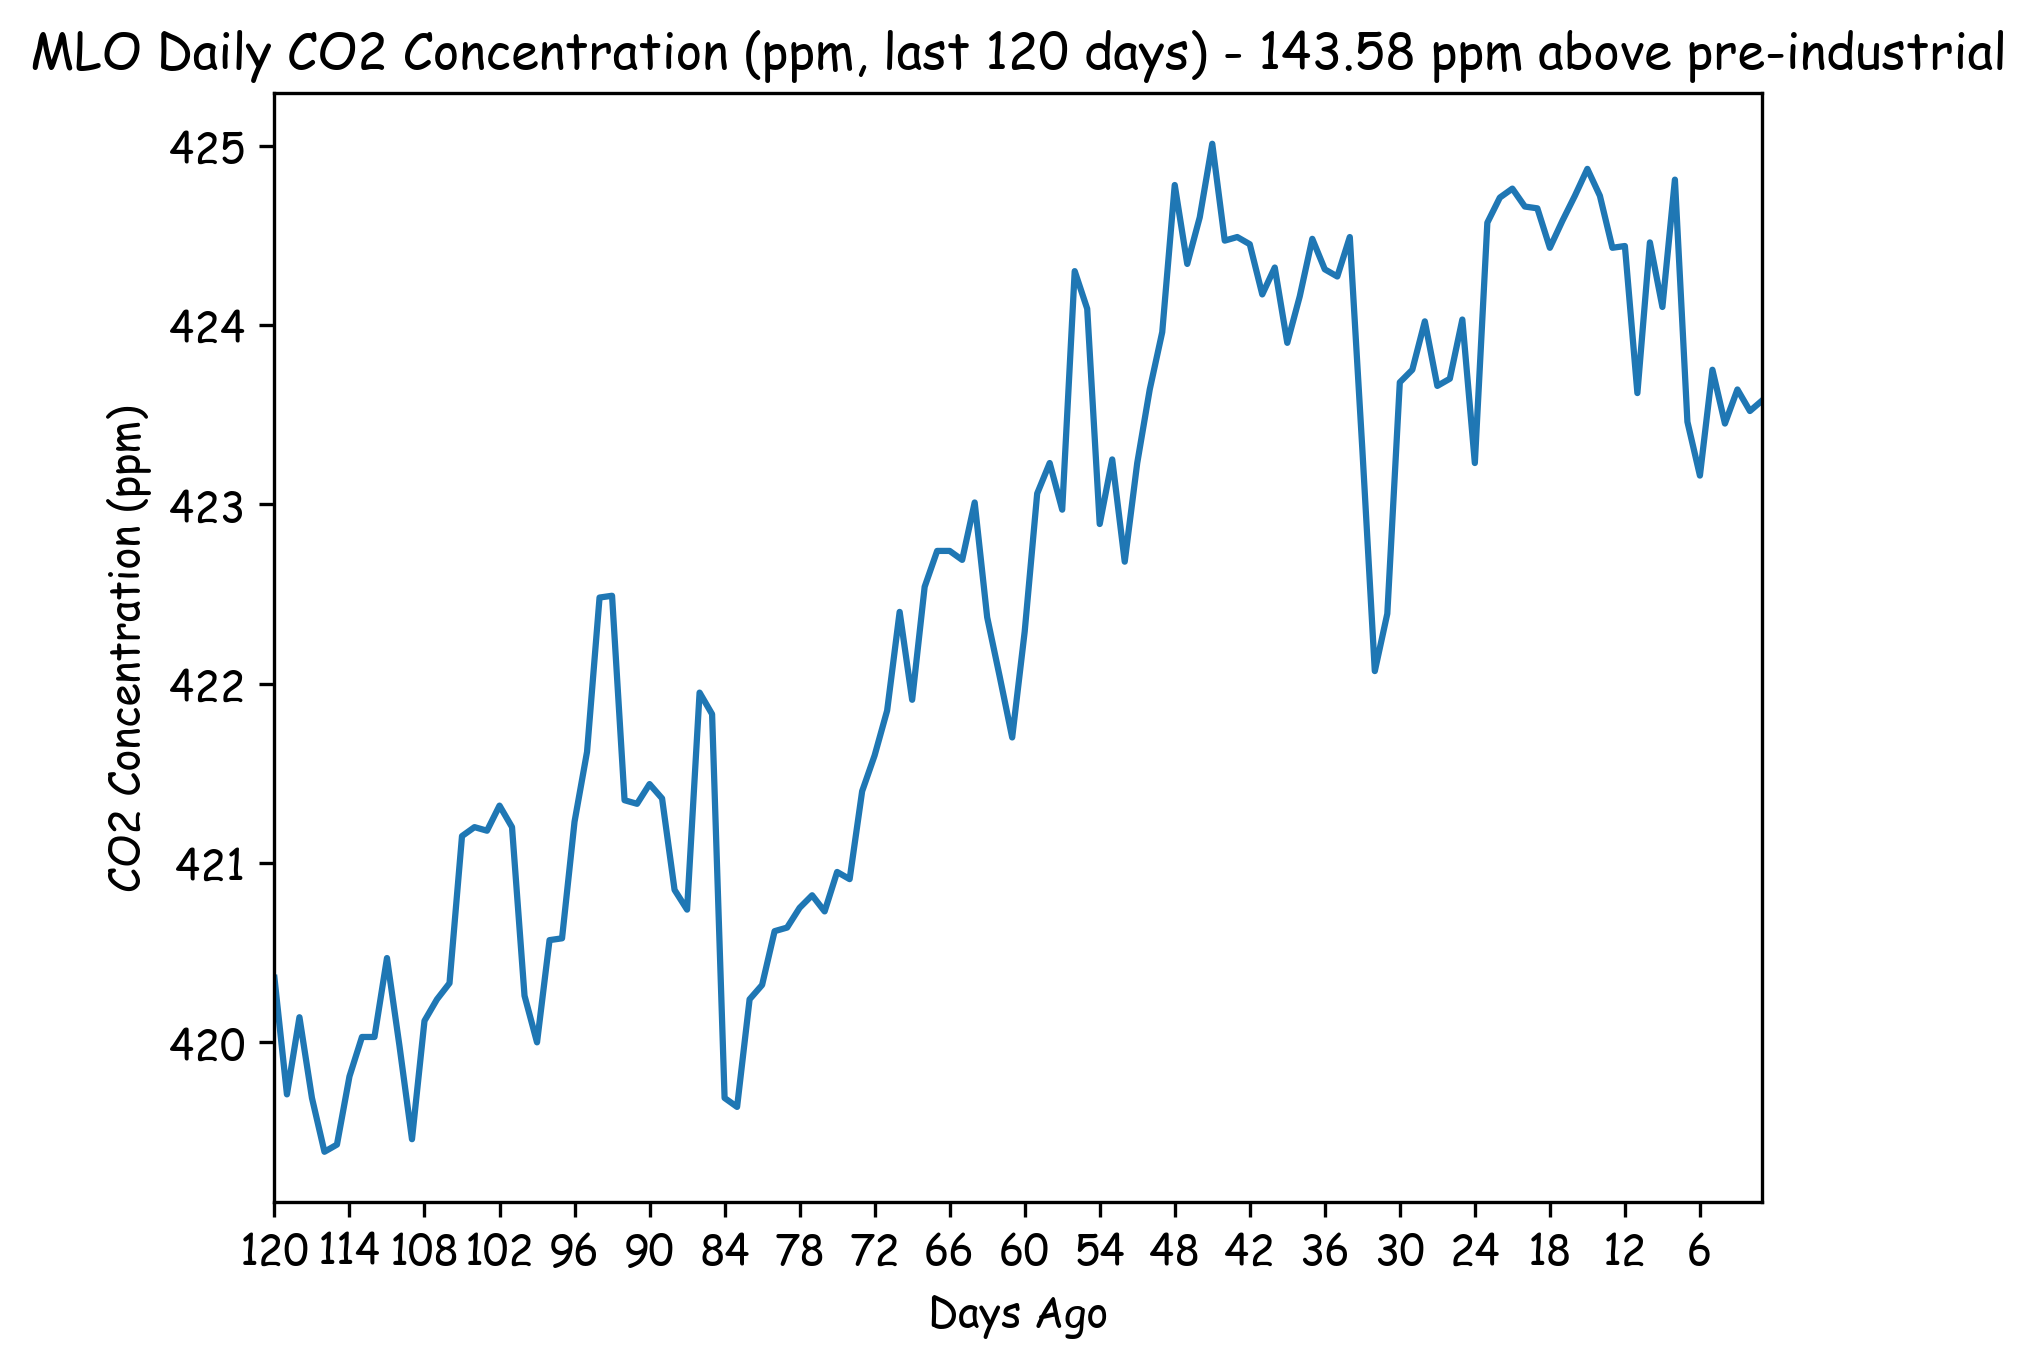 MLO Daily CO2 Concentration (ppm, last 120 days) - 143.58 ppm above pre-industrial
425
424
423
422
421
420
CO2 Concentration (ppm)
120 114 108 102 96 90 84 78 72 66 60 54 48 42 36 30 24 18 12 6
Days Ago